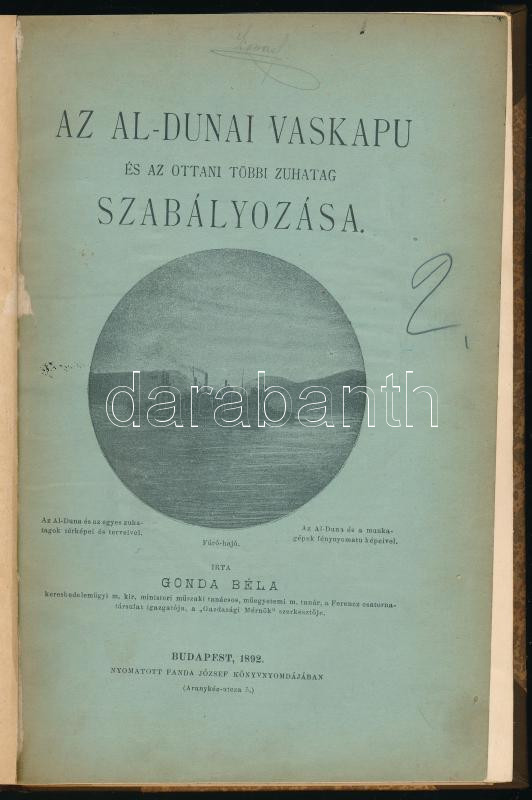 AZ AL-DUNAI VASKAPU
ÉS AZ OTTANI TÖBBI ZUHATAG
SZABÁLYOZÁSA.
2.
darabanth
Az Al-Duna és az egyes zuha-
tagok térképei és terveivel.
Fúró-hajó.
Az Al-Duna és a munka-
gépek fénynyomatu képeivel.
IRTA
GONDA BÉLA
kereskedelemügyi m. kir. ministeri műszaki tanácsos, műegyetemi m. tanár, a Ferencz csatorna-
társulat igazgatója, a „Gazdasági Mérnök" szerkesztője.
BUDAPEST, 1892.
NYOMATOTT FANDA JÓZSEF KÖNYVNYOMDÁJÁBAN
(Aranykéz-utcza 5.)